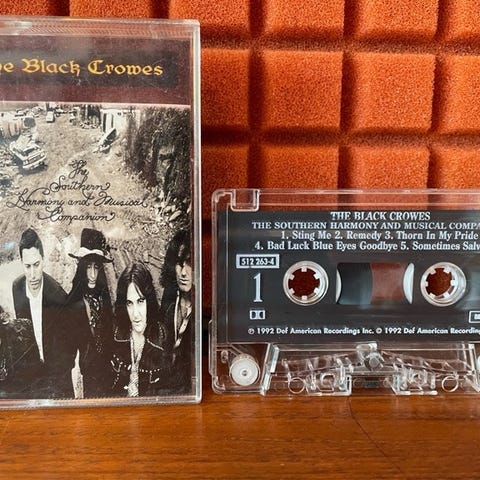 he Black Crowes
The
Southern
Harmony and Musical
Companion
THE BLACK CROWES
THE SOUTHERN HARMONY AND MUSICAL COMPA
1. Sting Me 2. Remedy 3. Thorn In My Pride
4. Bad Luck Blue Eyes Goodbye 5. Sometimes Salv
512 263-4
1
℗ 1992 Def American Recordings Inc. © 1992 Def American Recording